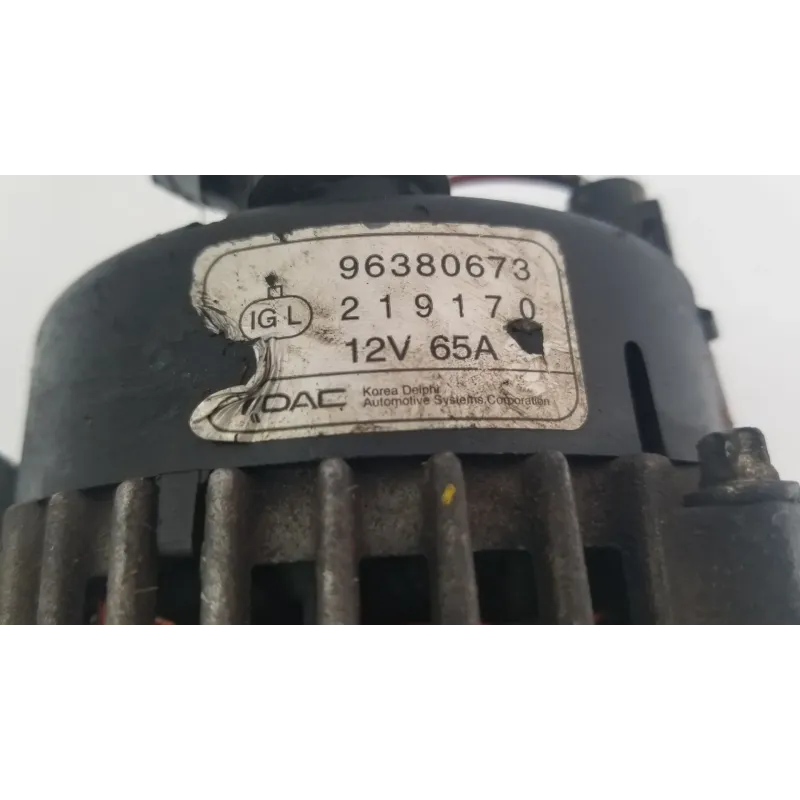 96380673
IG L
219170
12V 65A
DAC
Korea Delphi
Automotive Systems Corporation